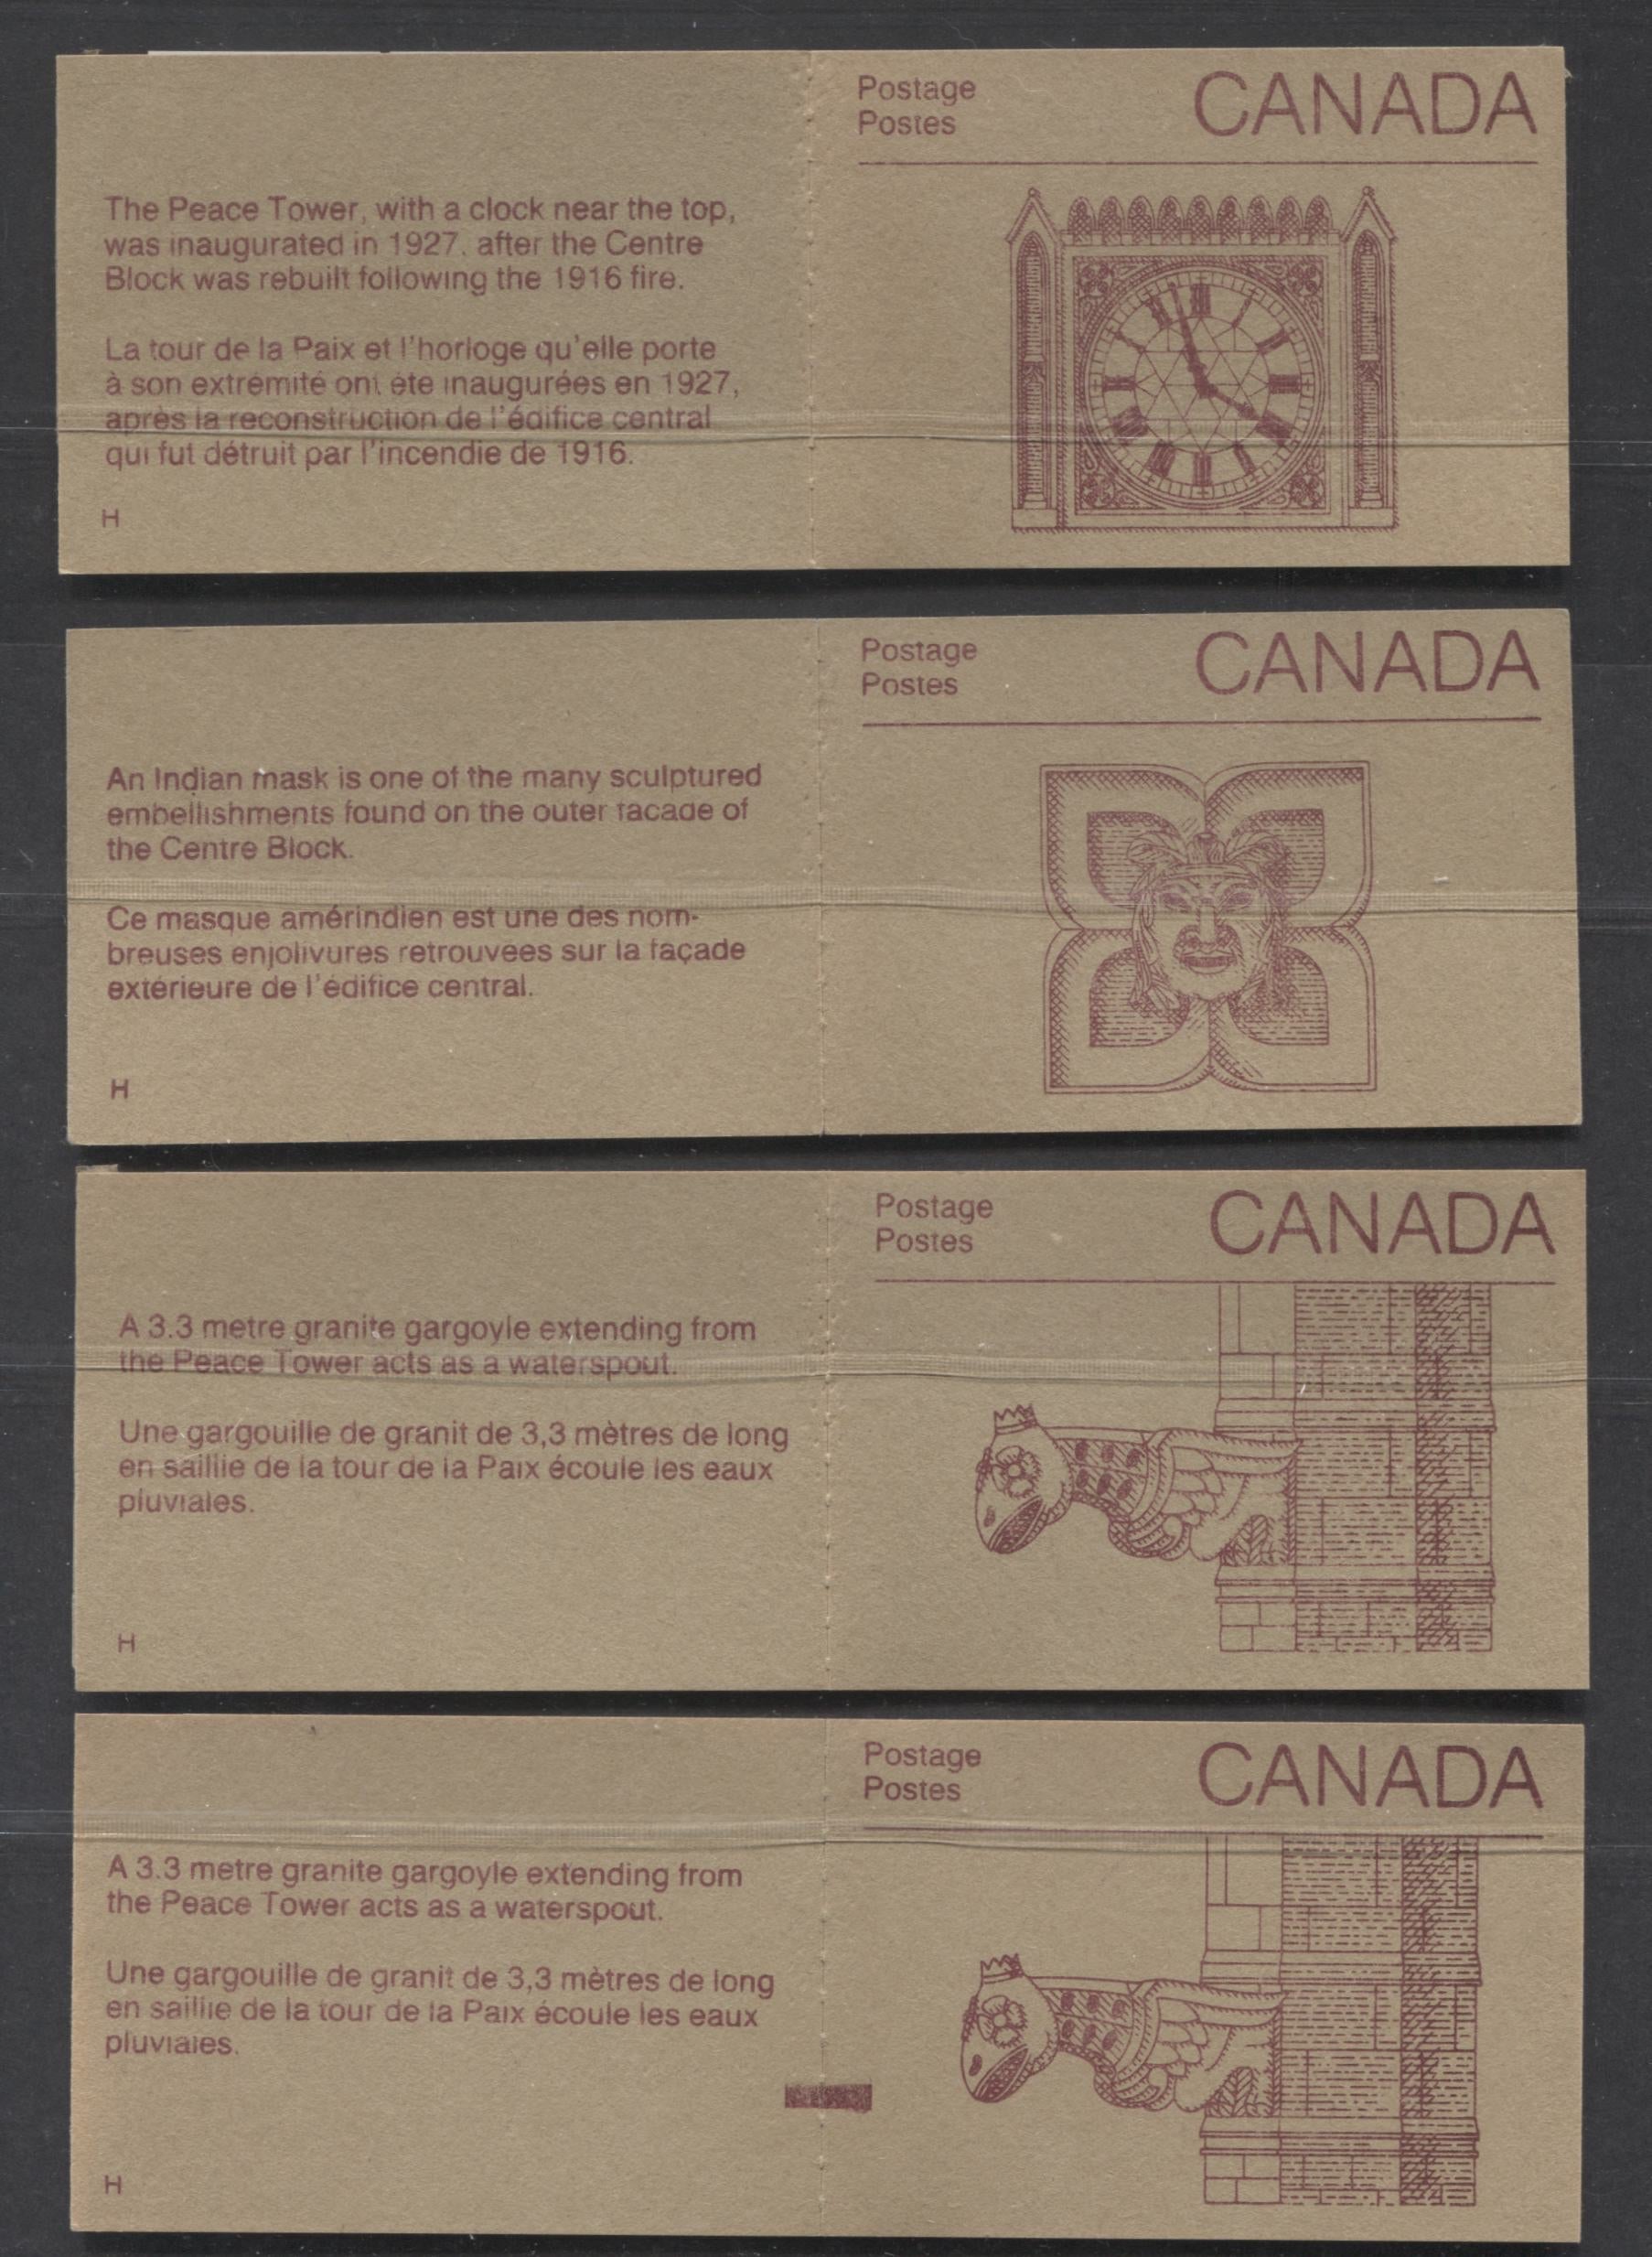 The Peace Tower, with a clock near the top,
was inaugurated in 1927, after the Centre
Block was rebuilt following the 1916 fire.
La tour de la Paix et l'horloge qu'elle porte
à son extrémité ont été inaugurées en 1927,
après la reconstruction de l'édifice central
qui fut détruit par l'incendie de 1916.
H
Postage
Postes
CANADA
An Indian mask is one of the many sculptured
embellishments found on the outer facade of
the Centre Block.
Ce masque amérindien est une des nom-
breuses enjolivures retrouvées sur la façade
extérieure de l'édifice central.
H
Postage
Postes
CANADA
A 3.3 metre granite gargoyle extending from
the Peace Tower acts as a waterspout.
Une gargouille de granit de 3,3 mètres de long
en saillie de la tour de la Paix écoule les eaux
pluviales.
H
Postage
Postes
CANADA
A 3.3 metre granite gargoyle extending from
the Peace Tower acts as a waterspout.
Une gargouille de granit de 3,3 mètres de long
en saillie de la tour de la Paix écoule les eaux
pluviales.
H
Postage
Postes
CANADA